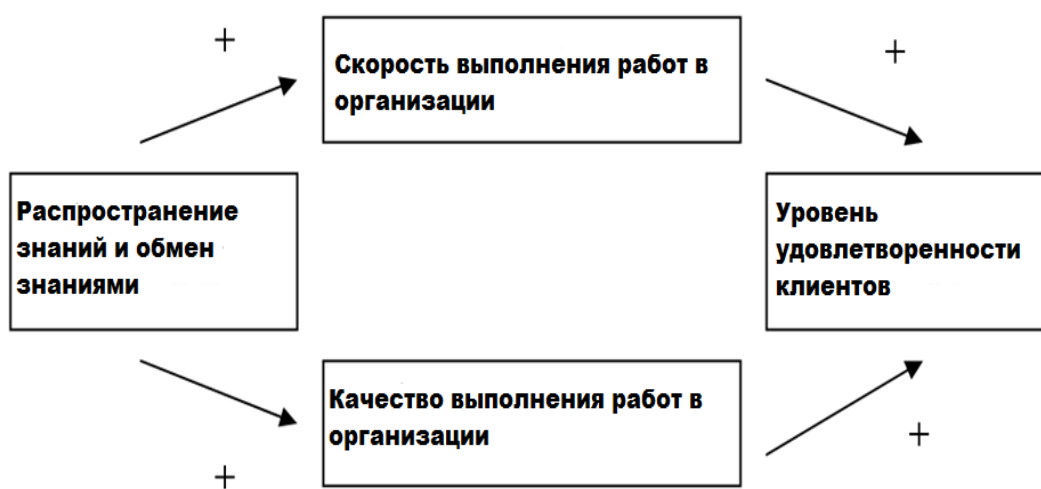 +
+
Скорость выполнения работ в
организации
Распространение
знаний и обмен
знаниями
Уровень
удовлетворенности
клиентов
Качество выполнения работ в
организации
+
+